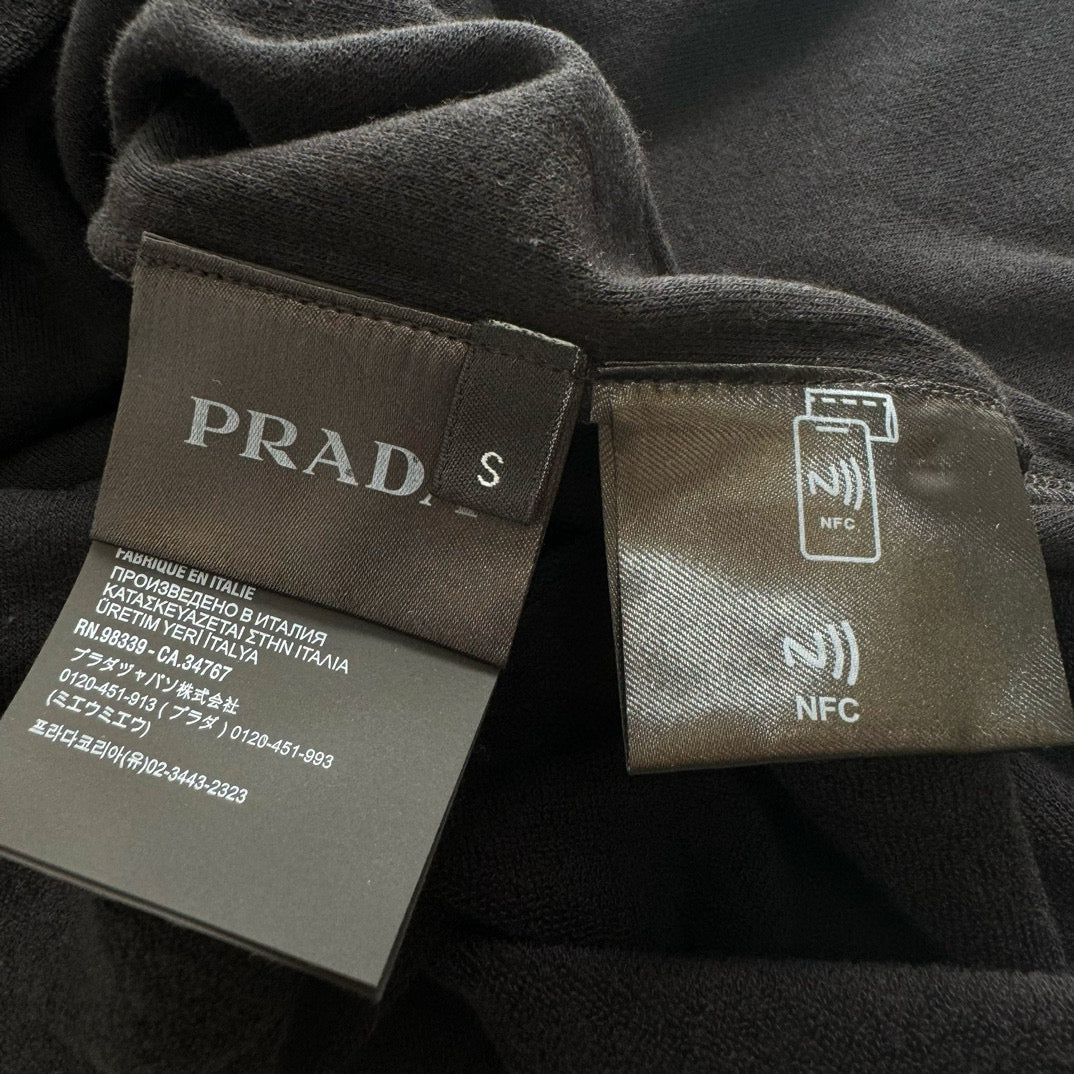 PRADA
S
FABRIQUE EN ITALIE
ПРОИЗВЕДЕНО В ИТАЛИЯ
ΚΑΤΑΣΚΕΥΑΖΕΤΑΙ ΣΤΗΝ ΙΤΑΛΙΑ
ÜRETIM YERİ İTALYA
RN.98339 - CA.34767
プラダツャパソ株式会社
0120-451-913 ( プラダ ) 0120-451-993
(ミエウミエウ)
프라다코리아(유)02-3443-2323
NFC
NFC